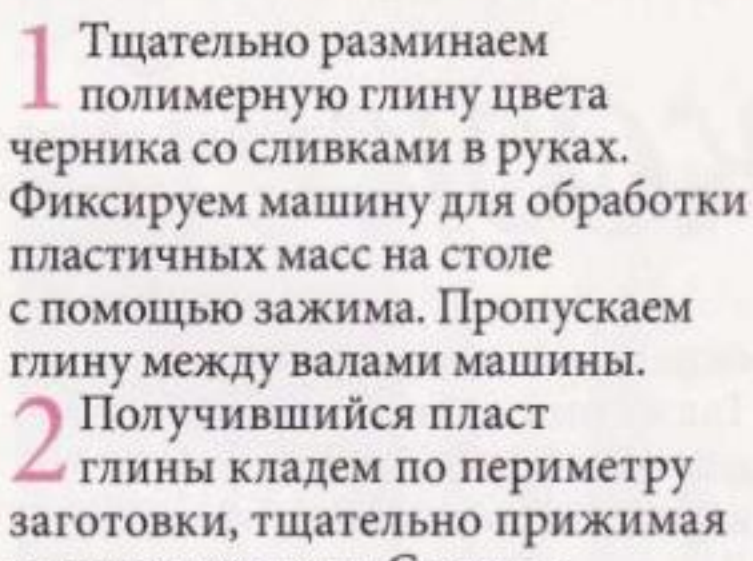 1 Тщательно разминаем
полимерную глину цвета
черника со сливками в руках.
Фиксируем машину для обработки
пластичных масс на столе
с помощью зажима. Пропускаем
глину между валами машины.
2 Получившийся пласт
глины кладем по периметру
заготовки, тщательно прижимая